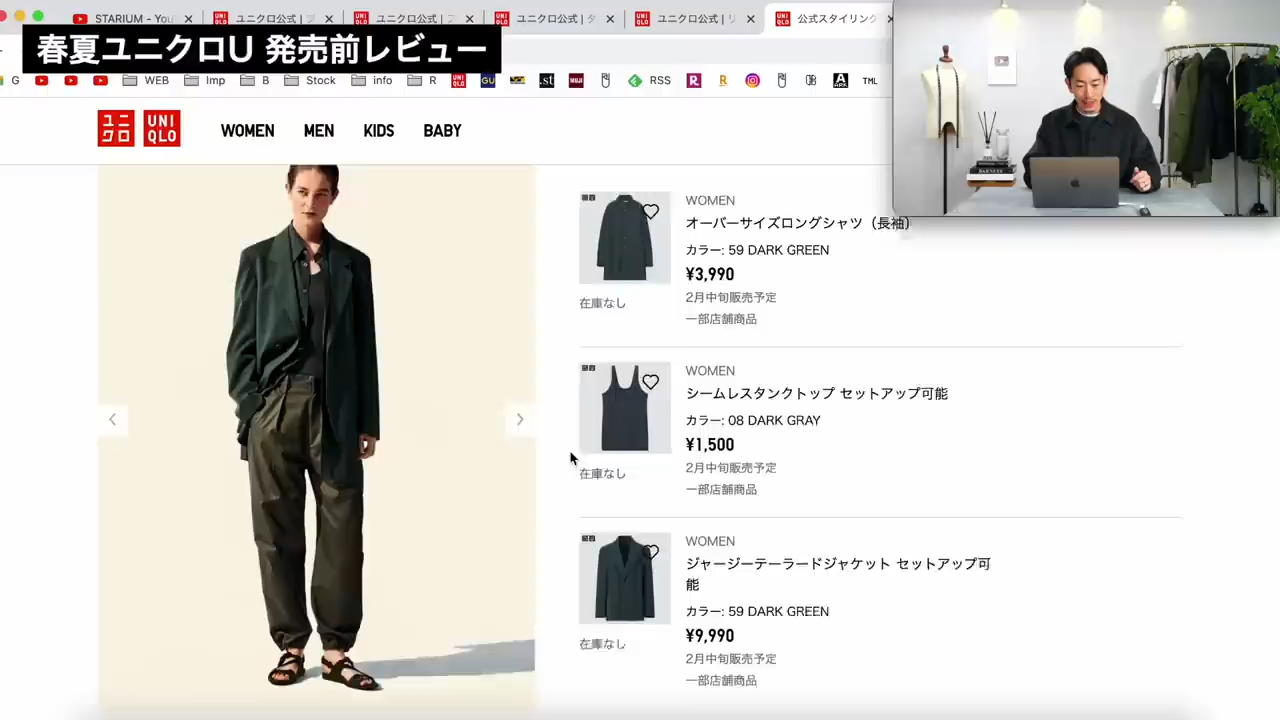 STARIUM - You
ユニクロ公式 | ブ
ユニクロ公式 | フ
ユニクロ公式 | タ
ユニクロ公式 | リ
公式スタイリング
春夏ユニクロU 発売前レビュー
G
WEB
Imp
B
Stock
info
R
UNI QLO
GU
.st
MUJI
RSS
R
R
TML
ユニクロ
UNI
QLO
WOMEN
MEN
KIDS
BABY
WOMEN
オーバーサイズロングシャツ（長袖）
カラー: 59 DARK GREEN
¥3,990
2月中旬販売予定
一部店舗商品
在庫なし
WOMEN
シームレスタンクトップ セットアップ可能
カラー: 08 DARK GRAY
¥1,500
2月中旬販売予定
一部店舗商品
在庫なし
WOMEN
ジャージーテーラードジャケット セットアップ可
能
カラー: 59 DARK GREEN
¥9,990
2月中旬販売予定
一部店舗商品
在庫なし